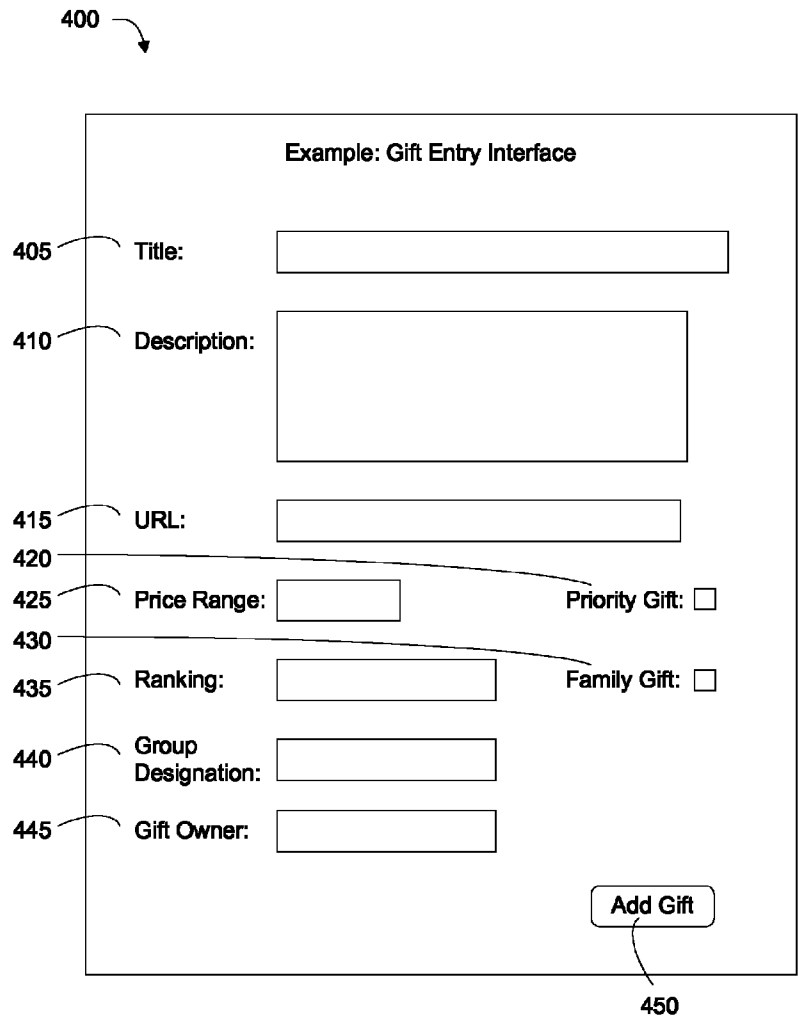 400
Example: Gift Entry Interface
405 Title:
410 Description:
415 URL:
420
425 Price Range: Priority Gift:
430
435 Ranking: Family Gift:
440 Group
Designation:
445 Gift Owner:
Add Gift
450